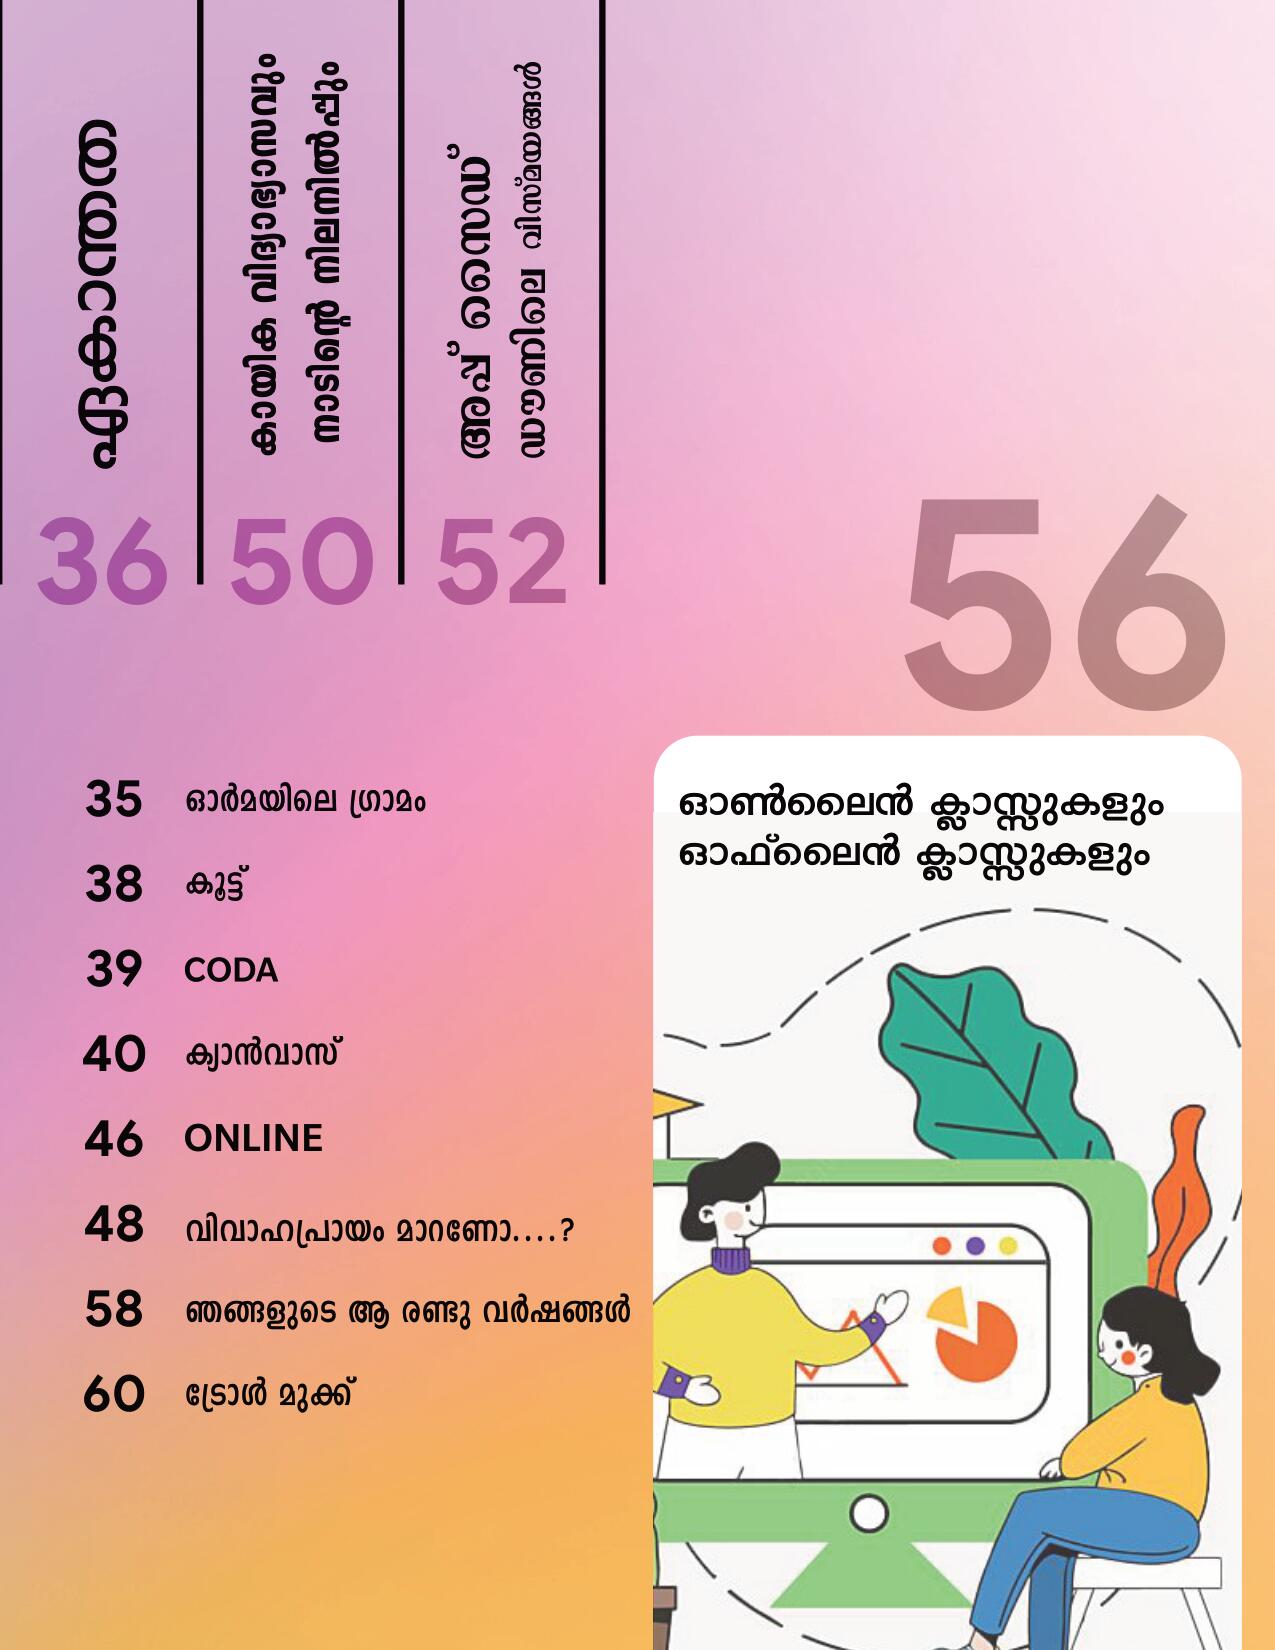 ഏകാന്തത
36
കായിക വിദ്യാഭ്യാസവും
നാടിന്റെ നിലനിൽപ്പും
50
അപ് സൈഡ്
ഡൗണിലെ വിസ്മയങ്ങൾ
52
56
ഓൺലൈൻ ക്ലാസ്സുകളും
ഓഫ്ലൈൻ ക്ലാസ്സുകളും
35 ഓർമയിലെ ഗ്രാമം
38 കൂട്ട്
39 CODA
40 ക്യാൻവാസ്
46 ONLINE
48 വിവാഹപ്രായം മാറണോ....?
58 ഞങ്ങളുടെ ആ രണ്ടു വർഷങ്ങൾ
60 ട്രോൾ മുക്ക്